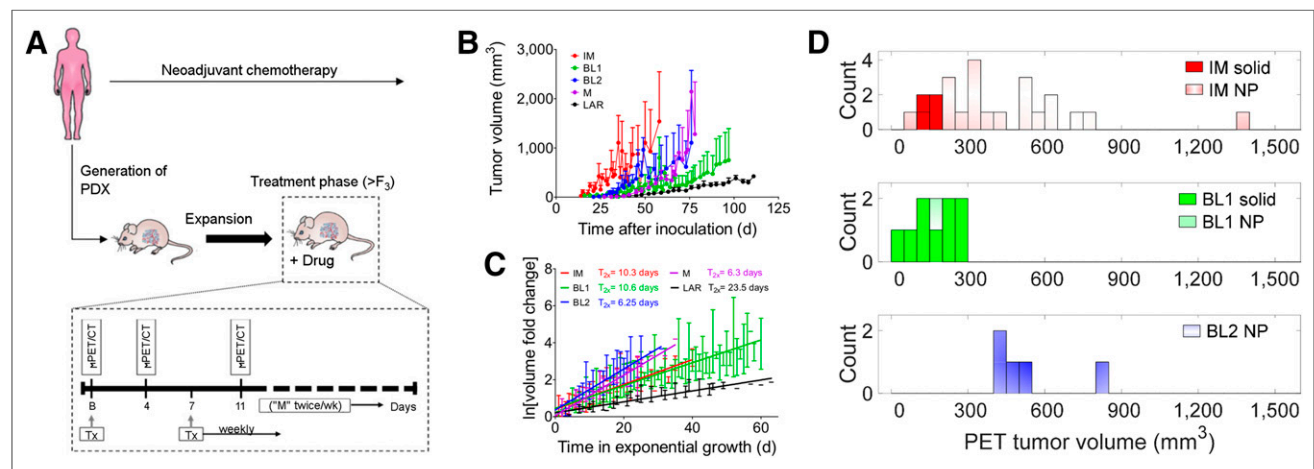 A
Neoadjuvant chemotherapy
Generation of
PDX
Expansion
Treatment phase (>F3)
+ Drug
µPET/CT
µPET/CT
µPET/CT
B 4 7 11 ("M" twice/wk) Days
Tx Tx weekly
B
Tumor volume (mm³)
3,000
2,000
1,000
0
IM
BL1
BL2
M
LAR
0 25 50 75 100 125
Time after inoculation (d)
C
ln[volume fold change]
8
6
4
2
0
IM T2x= 10.3 days M T2x= 6.3 days
BL1 T2x= 10.6 days LAR T2x= 23.5 days
BL2 T2x= 6.25 days
0 20 40 60
Time in exponential growth (d)
D
Count
4
2
0
IM solid
IM NP
0 300 600 900 1,200 1,500
Count
2
0
BL1 solid
BL1 NP
0 300 600 900 1,200 1,500
Count
2
0
BL2 NP
0 300 600 900 1,200 1,500
PET tumor volume (mm³)